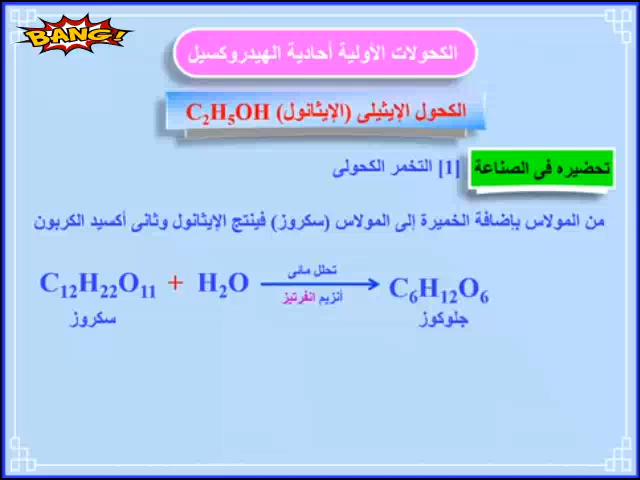 BANG!
الكحولات الأولية أحادية الهيدروكسيل
الكحول الإيثيلى (الإيثانول) C₂H₅OH
تحضيره فى الصناعة [1] التخمر الكحولى
من المولاس بإضافة الخميرة إلى المولاس (سكروز) فينتج الإيثانول وثانى أكسيد الكربون
تحلل مائى
C₁₂H₂₂O₁₁ + H₂O → C₆H₁₂O₆
أنزيم انفرتيز
سكروز جلوكوز